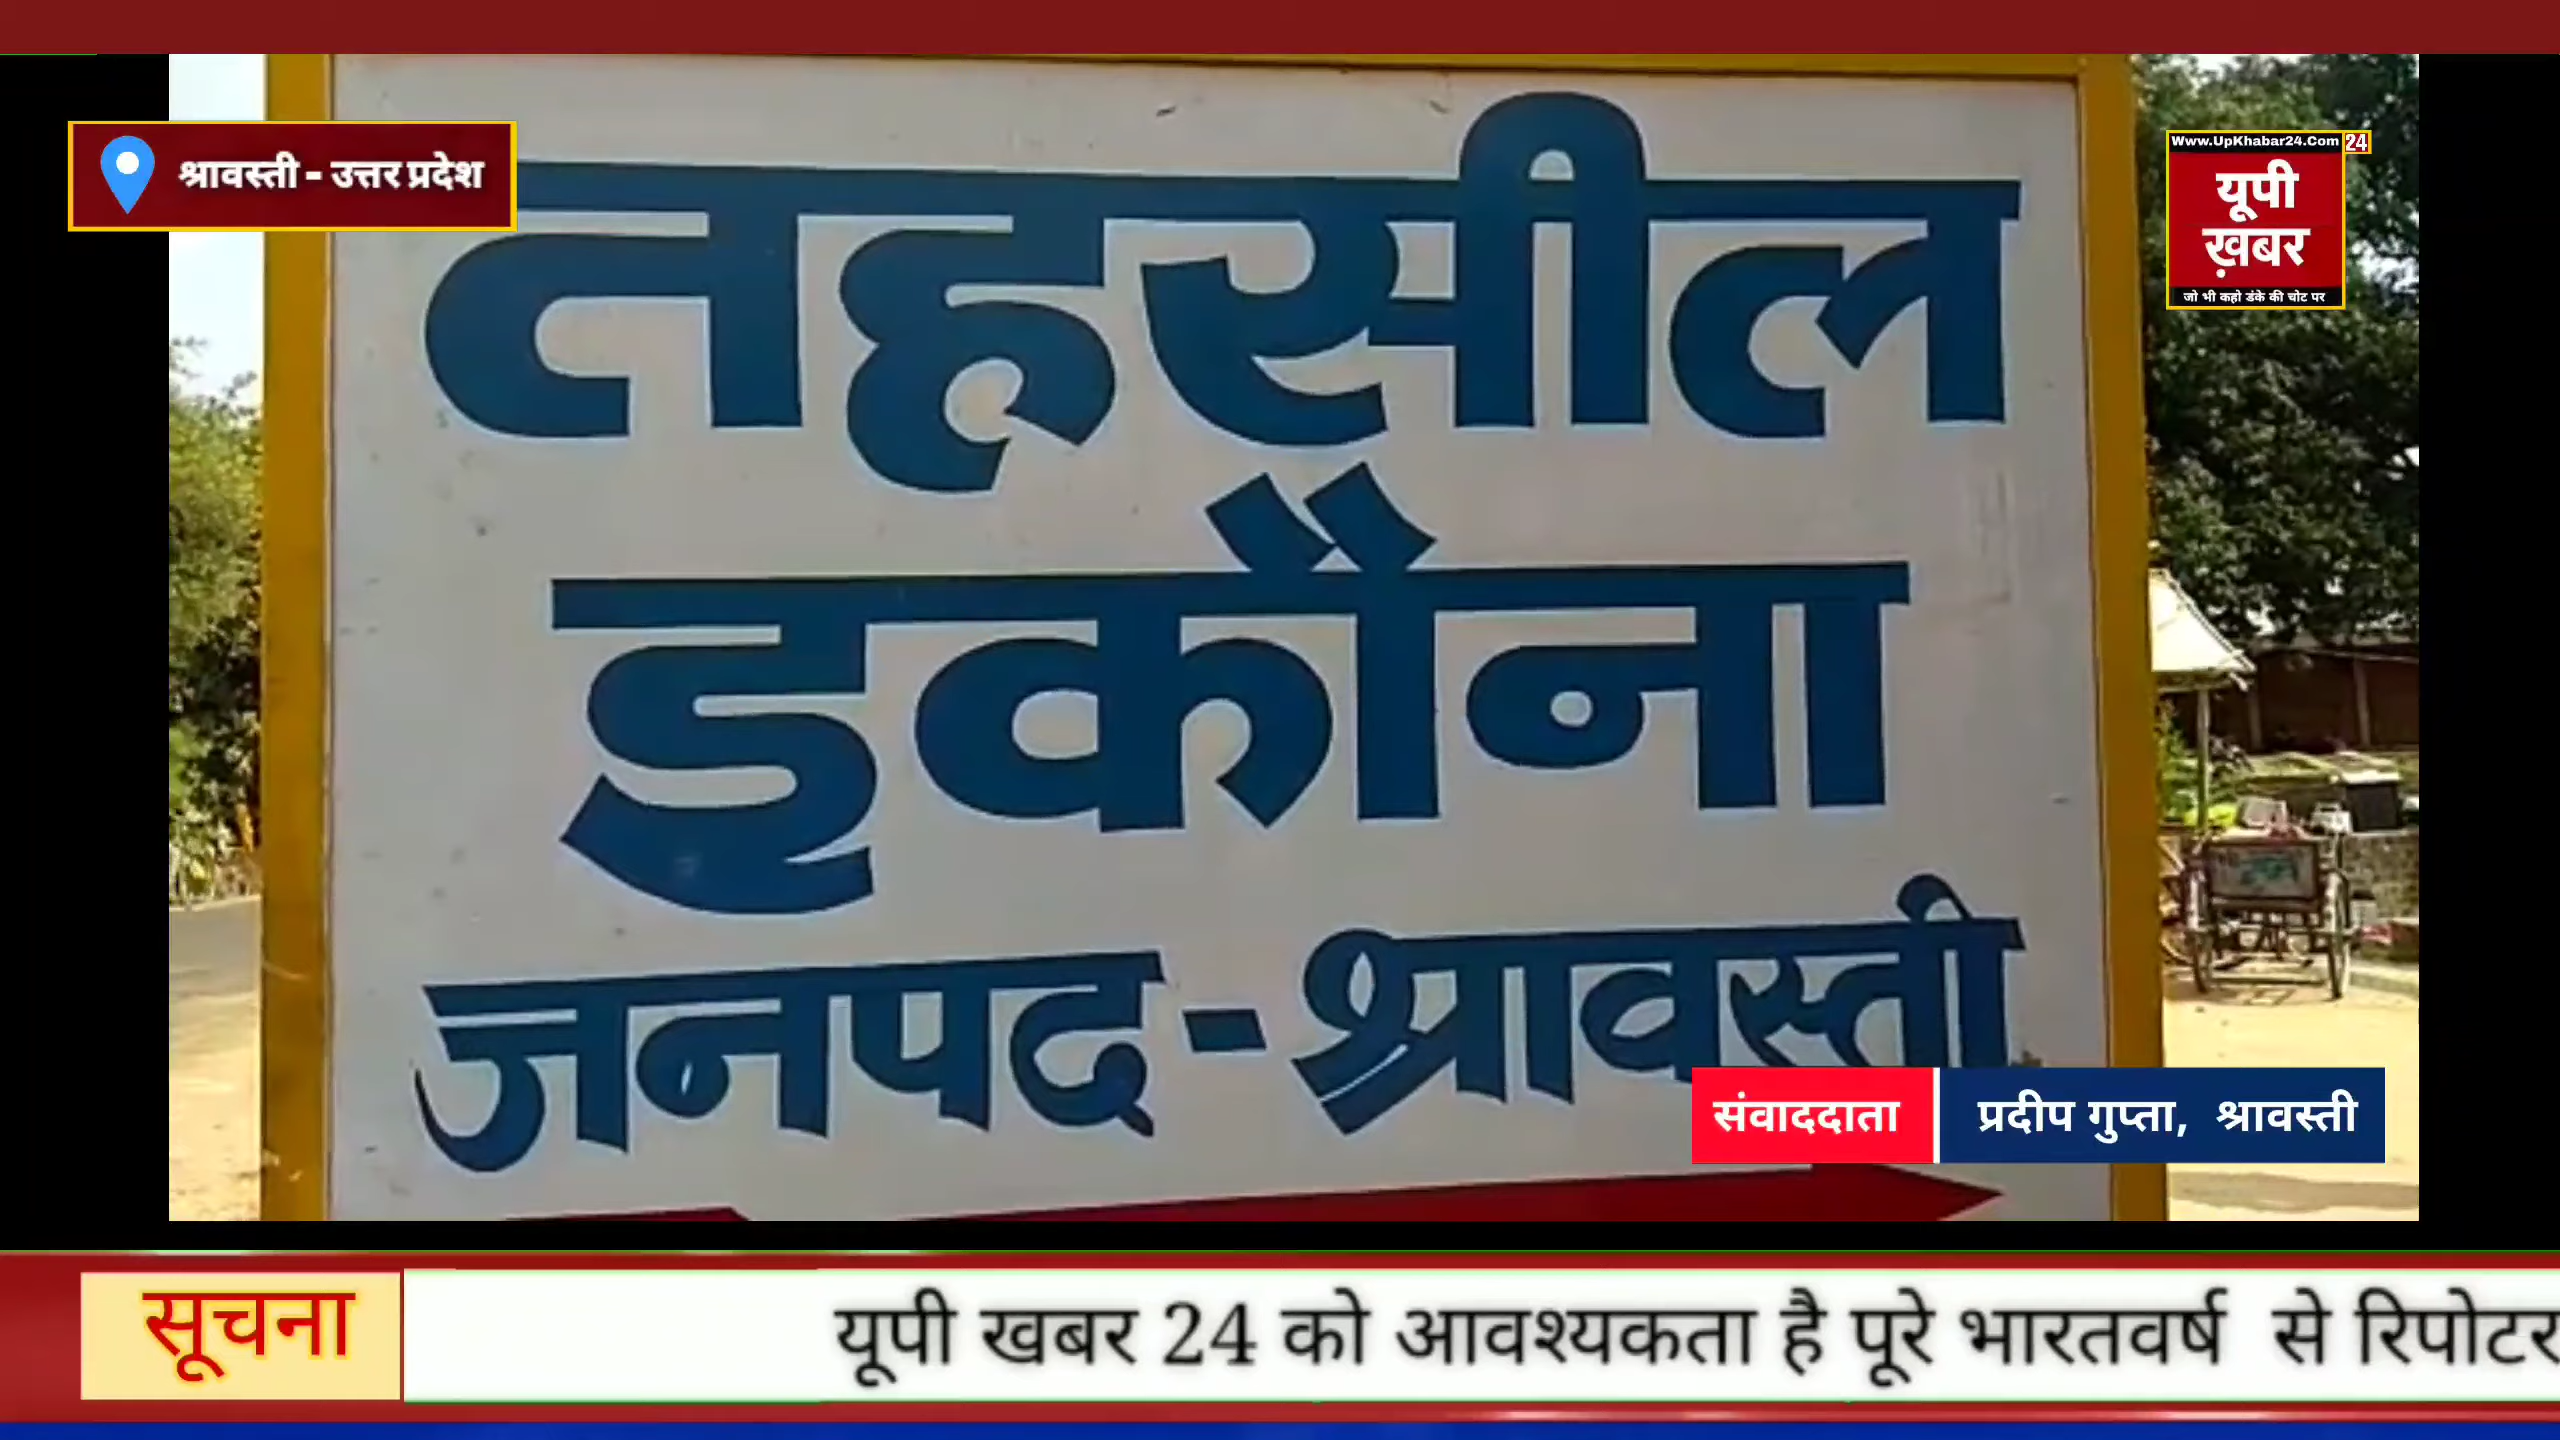 श्रावस्ती - उत्तर प्रदेश
Www.UpKhabar24.Com 24
यूपी
ख़बर
जो भी कहो डंके की चोट पर
तहसील
इकौना
जनपद-श्रावस्ती
संवाददाता प्रदीप गुप्ता, श्रावस्ती
सूचना यूपी खबर 24 को आवश्यकता है पूरे भारतवर्ष से रिपोटर